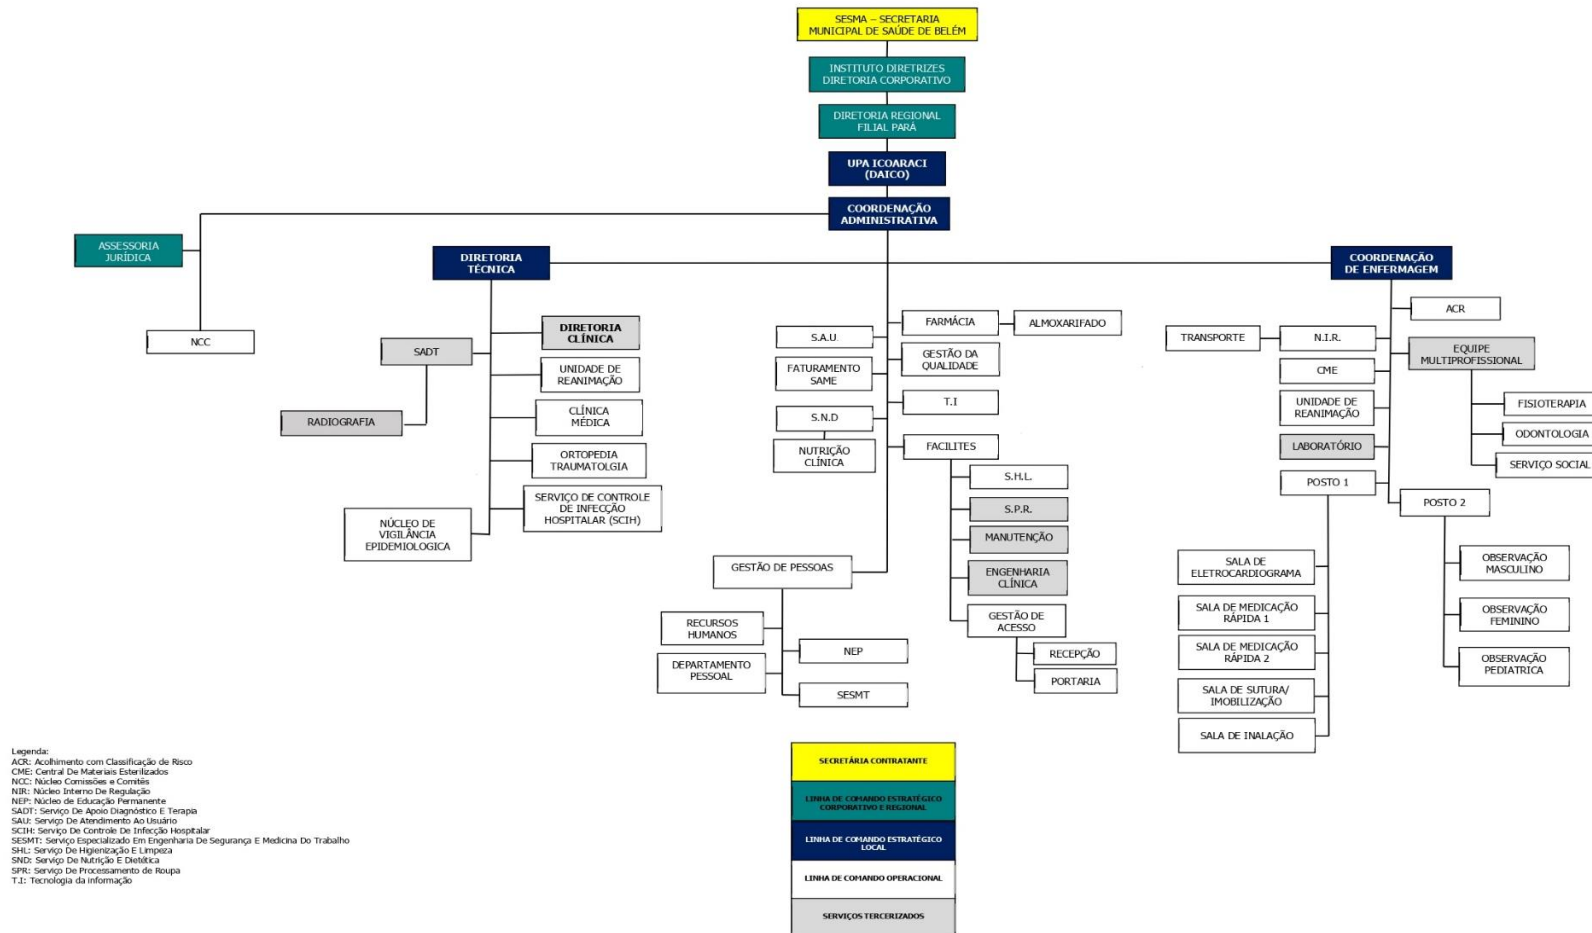 SESMA – SECRETARIA
MUNICIPAL DE SAÚDE DE BELÉM
INSTITUTO DIRETRIZES
DIRETORIA CORPORATIVO
DIRETORIA REGIONAL
FILIAL PARÁ
UPA ICOARACI
(DAICO)
COORDENAÇÃO
ADMINISTRATIVA
ASSESSORIA
JURÍDICA
NCC
DIRETORIA
TÉCNICA
DIRETORIA
CLÍNICA
SADT
UNIDADE DE
REANIMAÇÃO
RADIOGRAFIA
CLÍNICA
MÉDICA
ORTOPEDIA
TRAUMATOLGIA
SERVIÇO DE CONTROLE
DE INFECÇÃO
HOSPITALAR (SCIH)
NÚCLEO DE
VIGILÂNCIA
EPIDEMIOLOGICA
FARMÁCIA
ALMOXARIFADO
S.A.U.
GESTÃO DA
QUALIDADE
FATURAMENTO
SAME
T.I
S.N.D
NUTRIÇÃO
CLÍNICA
FACILITES
S.H.L.
S.P.R.
MANUTENÇÃO
ENGENHARIA
CLÍNICA
GESTÃO DE
ACESSO
RECEPÇÃO
PORTARIA
GESTÃO DE PESSOAS
RECURSOS
HUMANOS
NEP
DEPARTAMENTO
PESSOAL
SESMT
COORDENAÇÃO
DE ENFERMAGEM
ACR
TRANSPORTE
N.I.R.
EQUIPE
MULTIPROFISSIONAL
CME
UNIDADE DE
REANIMAÇÃO
FISIOTERAPIA
ODONTOLOGIA
SERVIÇO SOCIAL
LABORATÓRIO
POSTO 1
POSTO 2
SALA DE
ELETROCARDIOGRAMA
SALA DE MEDICAÇÃO
RÁPIDA 1
SALA DE MEDICAÇÃO
RÁPIDA 2
SALA DE SUTURA/
IMOBILIZAÇÃO
SALA DE INALAÇÃO
OBSERVAÇÃO
MASCULINO
OBSERVAÇÃO
FEMININO
OBSERVAÇÃO
PEDIATRICA
Legenda:
ACR: Acolhimento com Classificação de Risco
CME: Central De Materiais Esterilizados
NCC: Núcleo Comissões e Comitês
NIR: Núcleo Interno De Regulação
NEP: Núcleo de Educação Permanente
SADT: Serviço De Apoio Diagnóstico E Terapia
SAU: Serviço De Atendimento Ao Usuário
SCIH: Serviço De Controle De Infecção Hospitalar
SESMT: Serviço Especializado Em Engenharia De Segurança E Medicina Do Trabalho
SHL: Serviço De Higienização E Limpeza
SND: Serviço De Nutrição E Dietética
SPR: Serviço De Processamento de Roupa
T.I: Tecnologia da informação
SECRETÁRIA CONTRATANTE
LINHA DE COMANDO ESTRATÉGICO
CORPORATIVO E REGIONAL
LINHA DE COMANDO ESTRATÉGICO
LOCAL
LINHA DE COMANDO OPERACIONAL
SERVIÇOS TERCERIZADOS